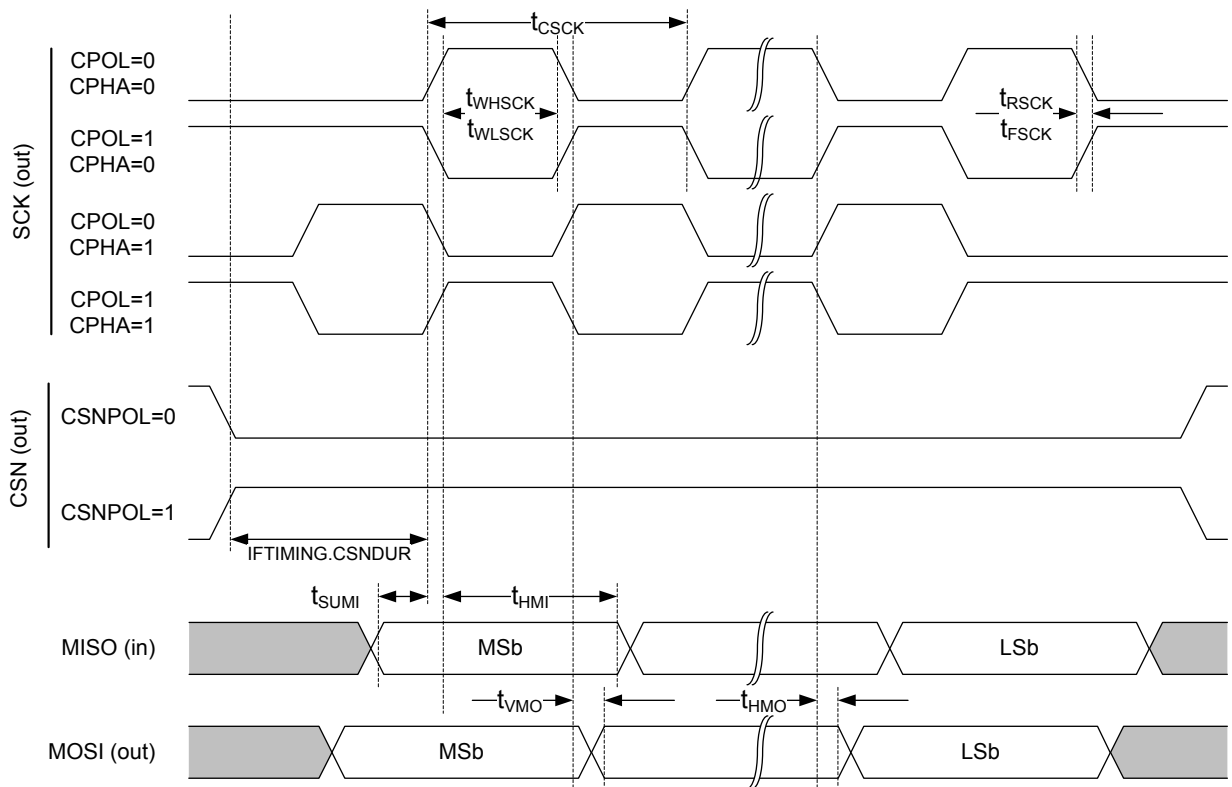 tCSCK
CPOL=0
CPHA=0
tWHSCK
tWLSCK
tRSCK
tFSCK
CPOL=1
CPHA=0
SCK (out)
CPOL=0
CPHA=1
CPOL=1
CPHA=1
CSN (out)
CSNPOL=0
CSNPOL=1
IFTIMING.CSNDUR
tSUMI
tHMI
MISO (in)
MSb
LSb
tVMO
tHMO
MOSI (out)
MSb
LSb